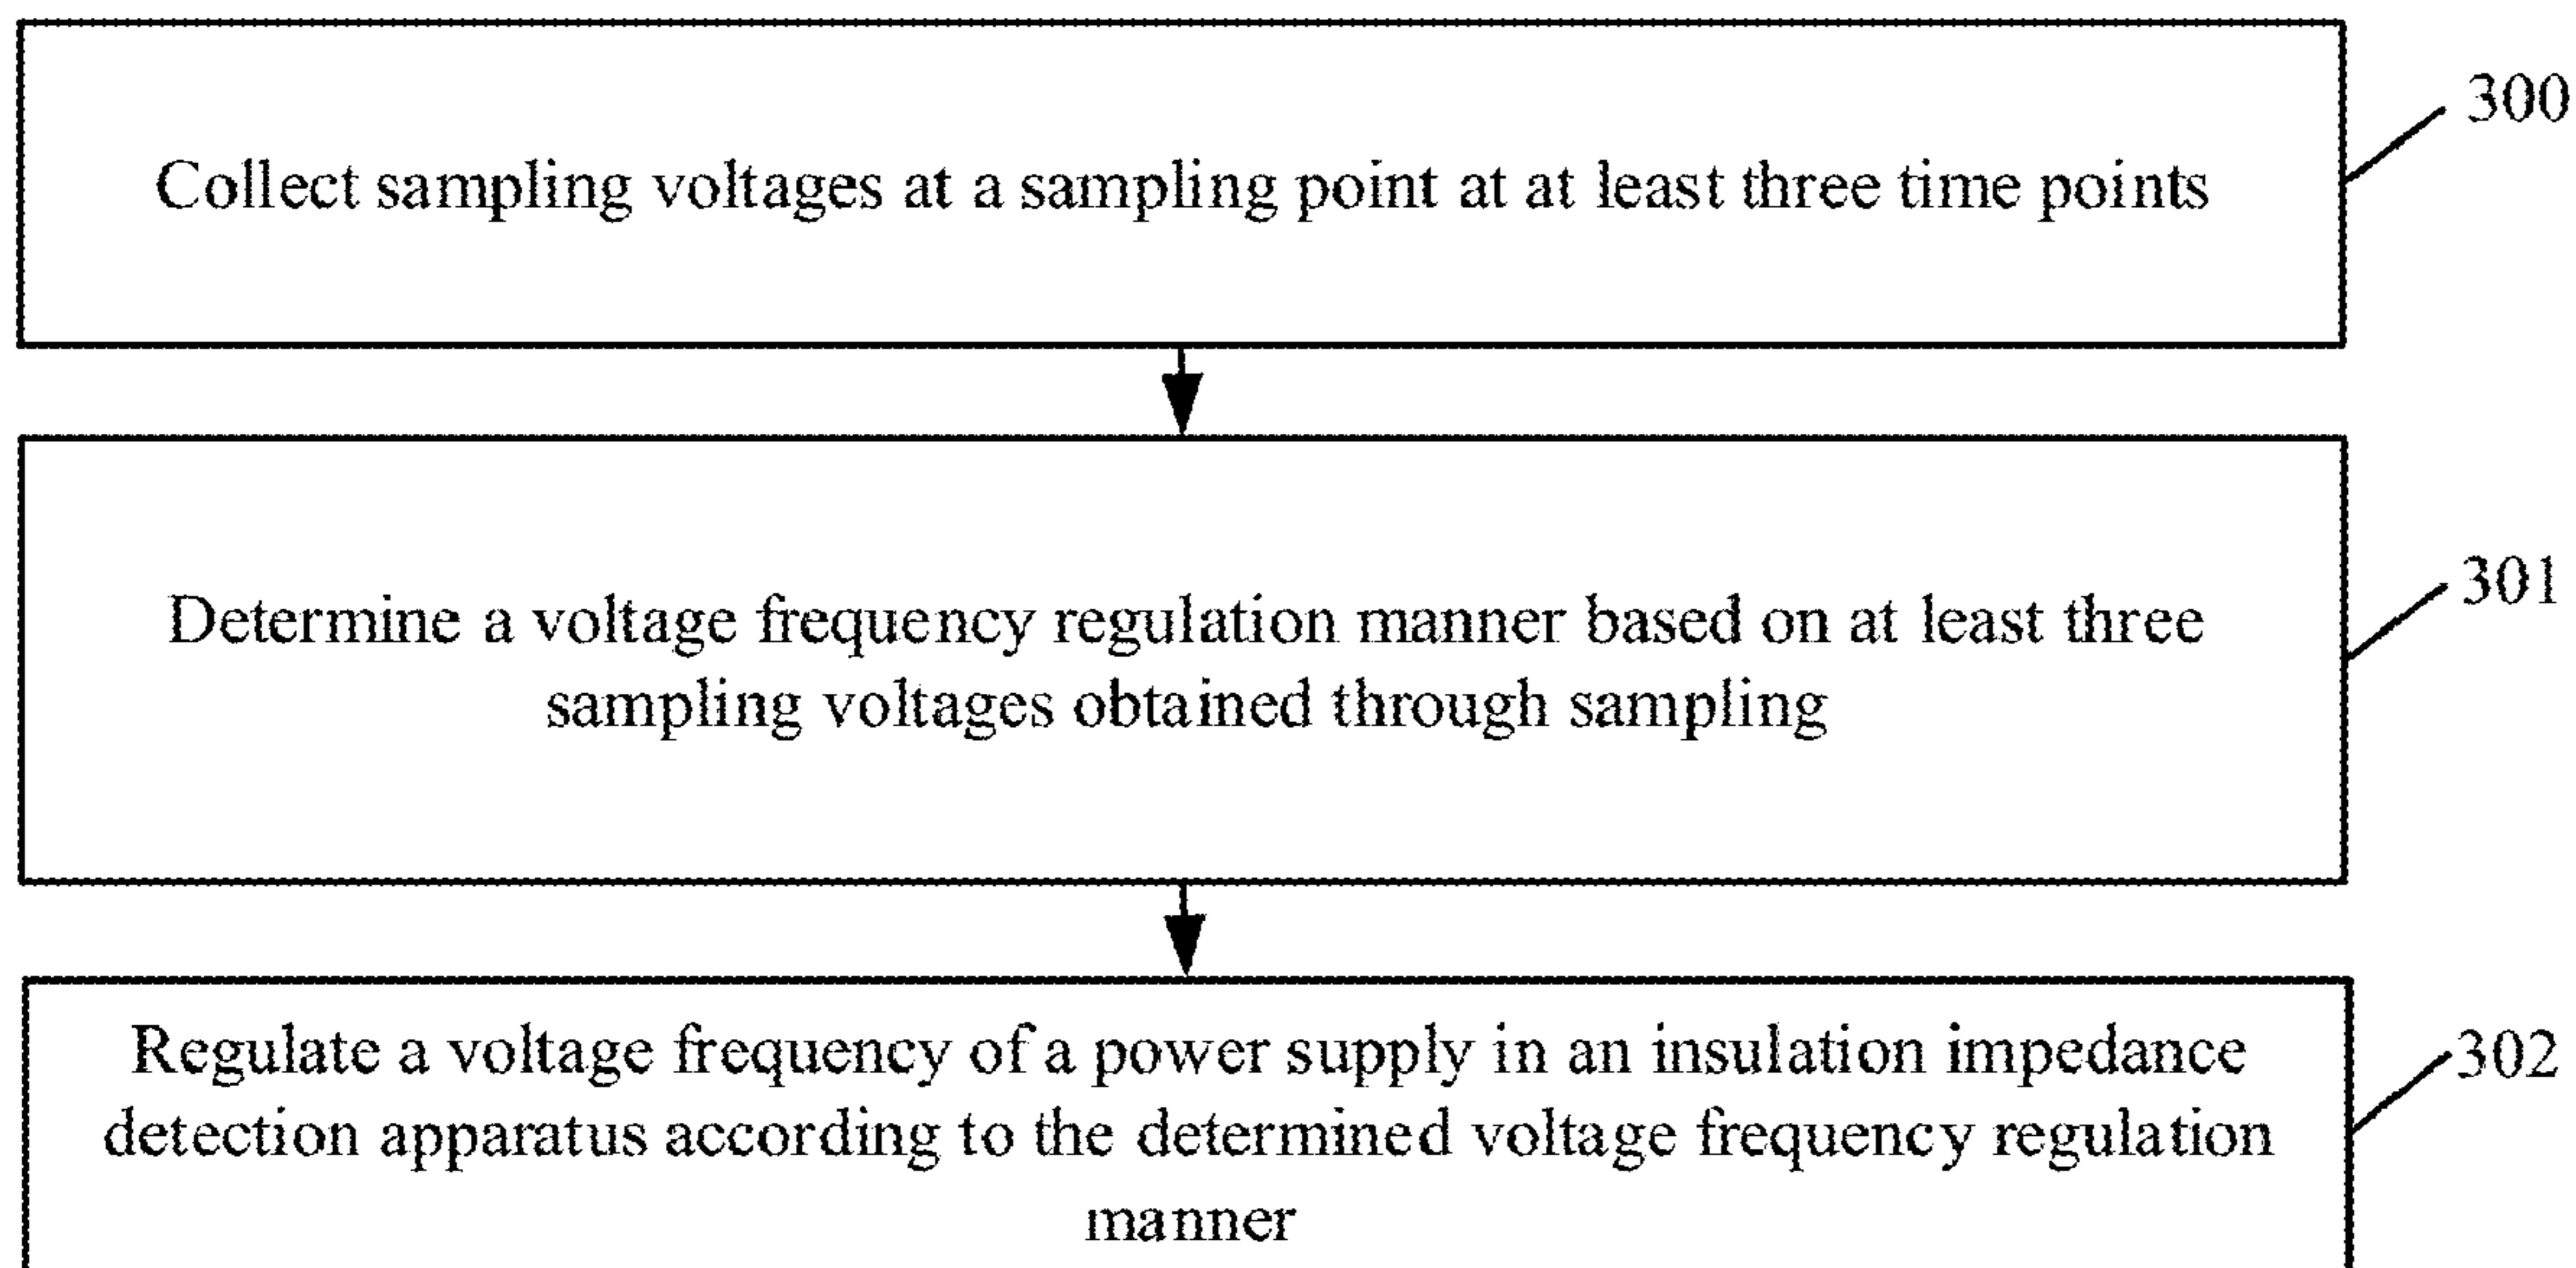 300
Collect sampling voltages at a sampling point at at least three time points
301
Determine a voltage frequency regulation manner based on at least three
sampling voltages obtained through sampling
302
Regulate a voltage frequency of a power supply in an insulation impedance
detection apparatus according to the determined voltage frequency regulation
manner